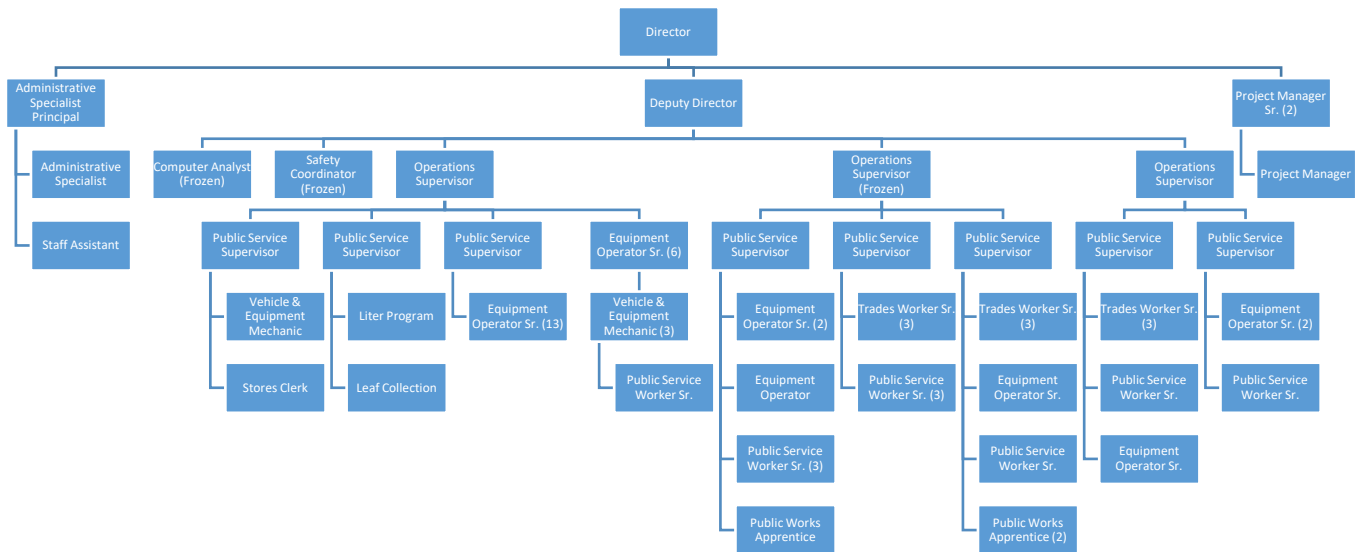 Director
Administrative
Specialist
Principal
Deputy Director
Project Manager
Sr. (2)
Administrative
Specialist
Computer Analyst
(Frozen)
Safety
Coordinator
(Frozen)
Operations
Supervisor
Operations
Supervisor
(Frozen)
Operations
Supervisor
Project Manager
Staff Assistant
Public Service
Supervisor
Public Service
Supervisor
Public Service
Supervisor
Equipment
Operator Sr. (6)
Public Service
Supervisor
Public Service
Supervisor
Public Service
Supervisor
Public Service
Supervisor
Public Service
Supervisor
Vehicle &
Equipment
Mechanic
Liter Program
Equipment
Operator Sr. (13)
Vehicle &
Equipment
Mechanic (3)
Equipment
Operator Sr. (2)
Trades Worker Sr.
(3)
Trades Worker Sr.
(3)
Trades Worker Sr.
(3)
Equipment
Operator Sr. (2)
Stores Clerk
Leaf Collection
Public Service
Worker Sr.
Equipment
Operator
Public Service
Worker Sr. (3)
Equipment
Operator Sr.
Public Service
Worker Sr.
Public Service
Worker Sr.
Public Service
Worker Sr. (3)
Public Service
Worker Sr.
Equipment
Operator Sr.
Public Works
Apprentice
Public Works
Apprentice (2)